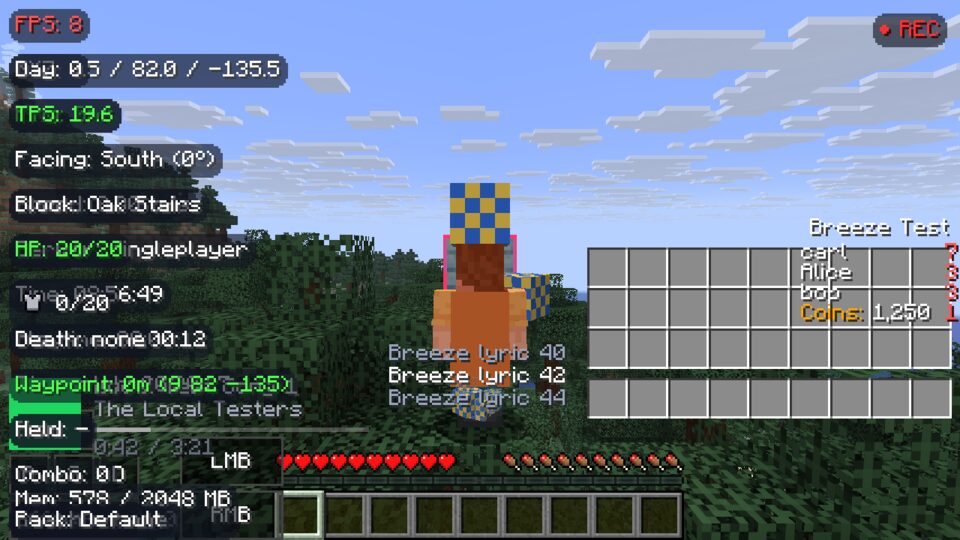 FPS: 8
REC
Day: 0.5 / 82.0 / -135.5
TPS: 19.6
Facing: South (0°)
Block: Oak Stairs
HP: 20/20 ingleplayer
Breeze Test
carl 7
Alice 3
bob 3
Coins: 1,250 1
0/20 56:49
Death: none 00:12
Breeze lyric 40
Breeze lyric 42
Breeze lyric 44
Waypoint: 0m (9 82 -135)
The Local Testers
Held: -
0:42 / 3:21
LMB
Combo: 0
Mem: 578 / 2048 MB
RMB
Pack: Default